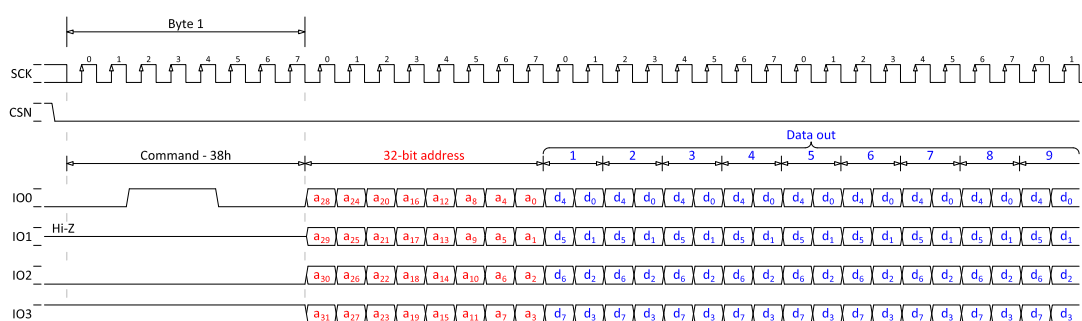 Byte 1
0 1 2 3 4 5 6 7 0 1 2 3 4 5 6 7 0 1 2 3 4 5 6 7 0 1 2 3 4 5 6 7 0 1
SCK
CSN
Data out
Command - 38h 32-bit address 1 2 3 4 5 6 7 8 9
IO0 a28 a24 a20 a16 a12 a8 a4 a0 d4 d0 d4 d0 d4 d0 d4 d0 d4 d0 d4 d0 d4 d0 d4 d0 d4 d0
Hi-Z
IO1 a29 a25 a21 a17 a13 a9 a5 a1 d5 d1 d5 d1 d5 d1 d5 d1 d5 d1 d5 d1 d5 d1 d5 d1 d5 d1
IO2 a30 a26 a22 a18 a14 a10 a6 a2 d6 d2 d6 d2 d6 d2 d6 d2 d6 d2 d6 d2 d6 d2 d6 d2 d6 d2
IO3 a31 a27 a23 a19 a15 a11 a7 a3 d7 d3 d7 d3 d7 d3 d7 d3 d7 d3 d7 d3 d7 d3 d7 d3 d7 d3